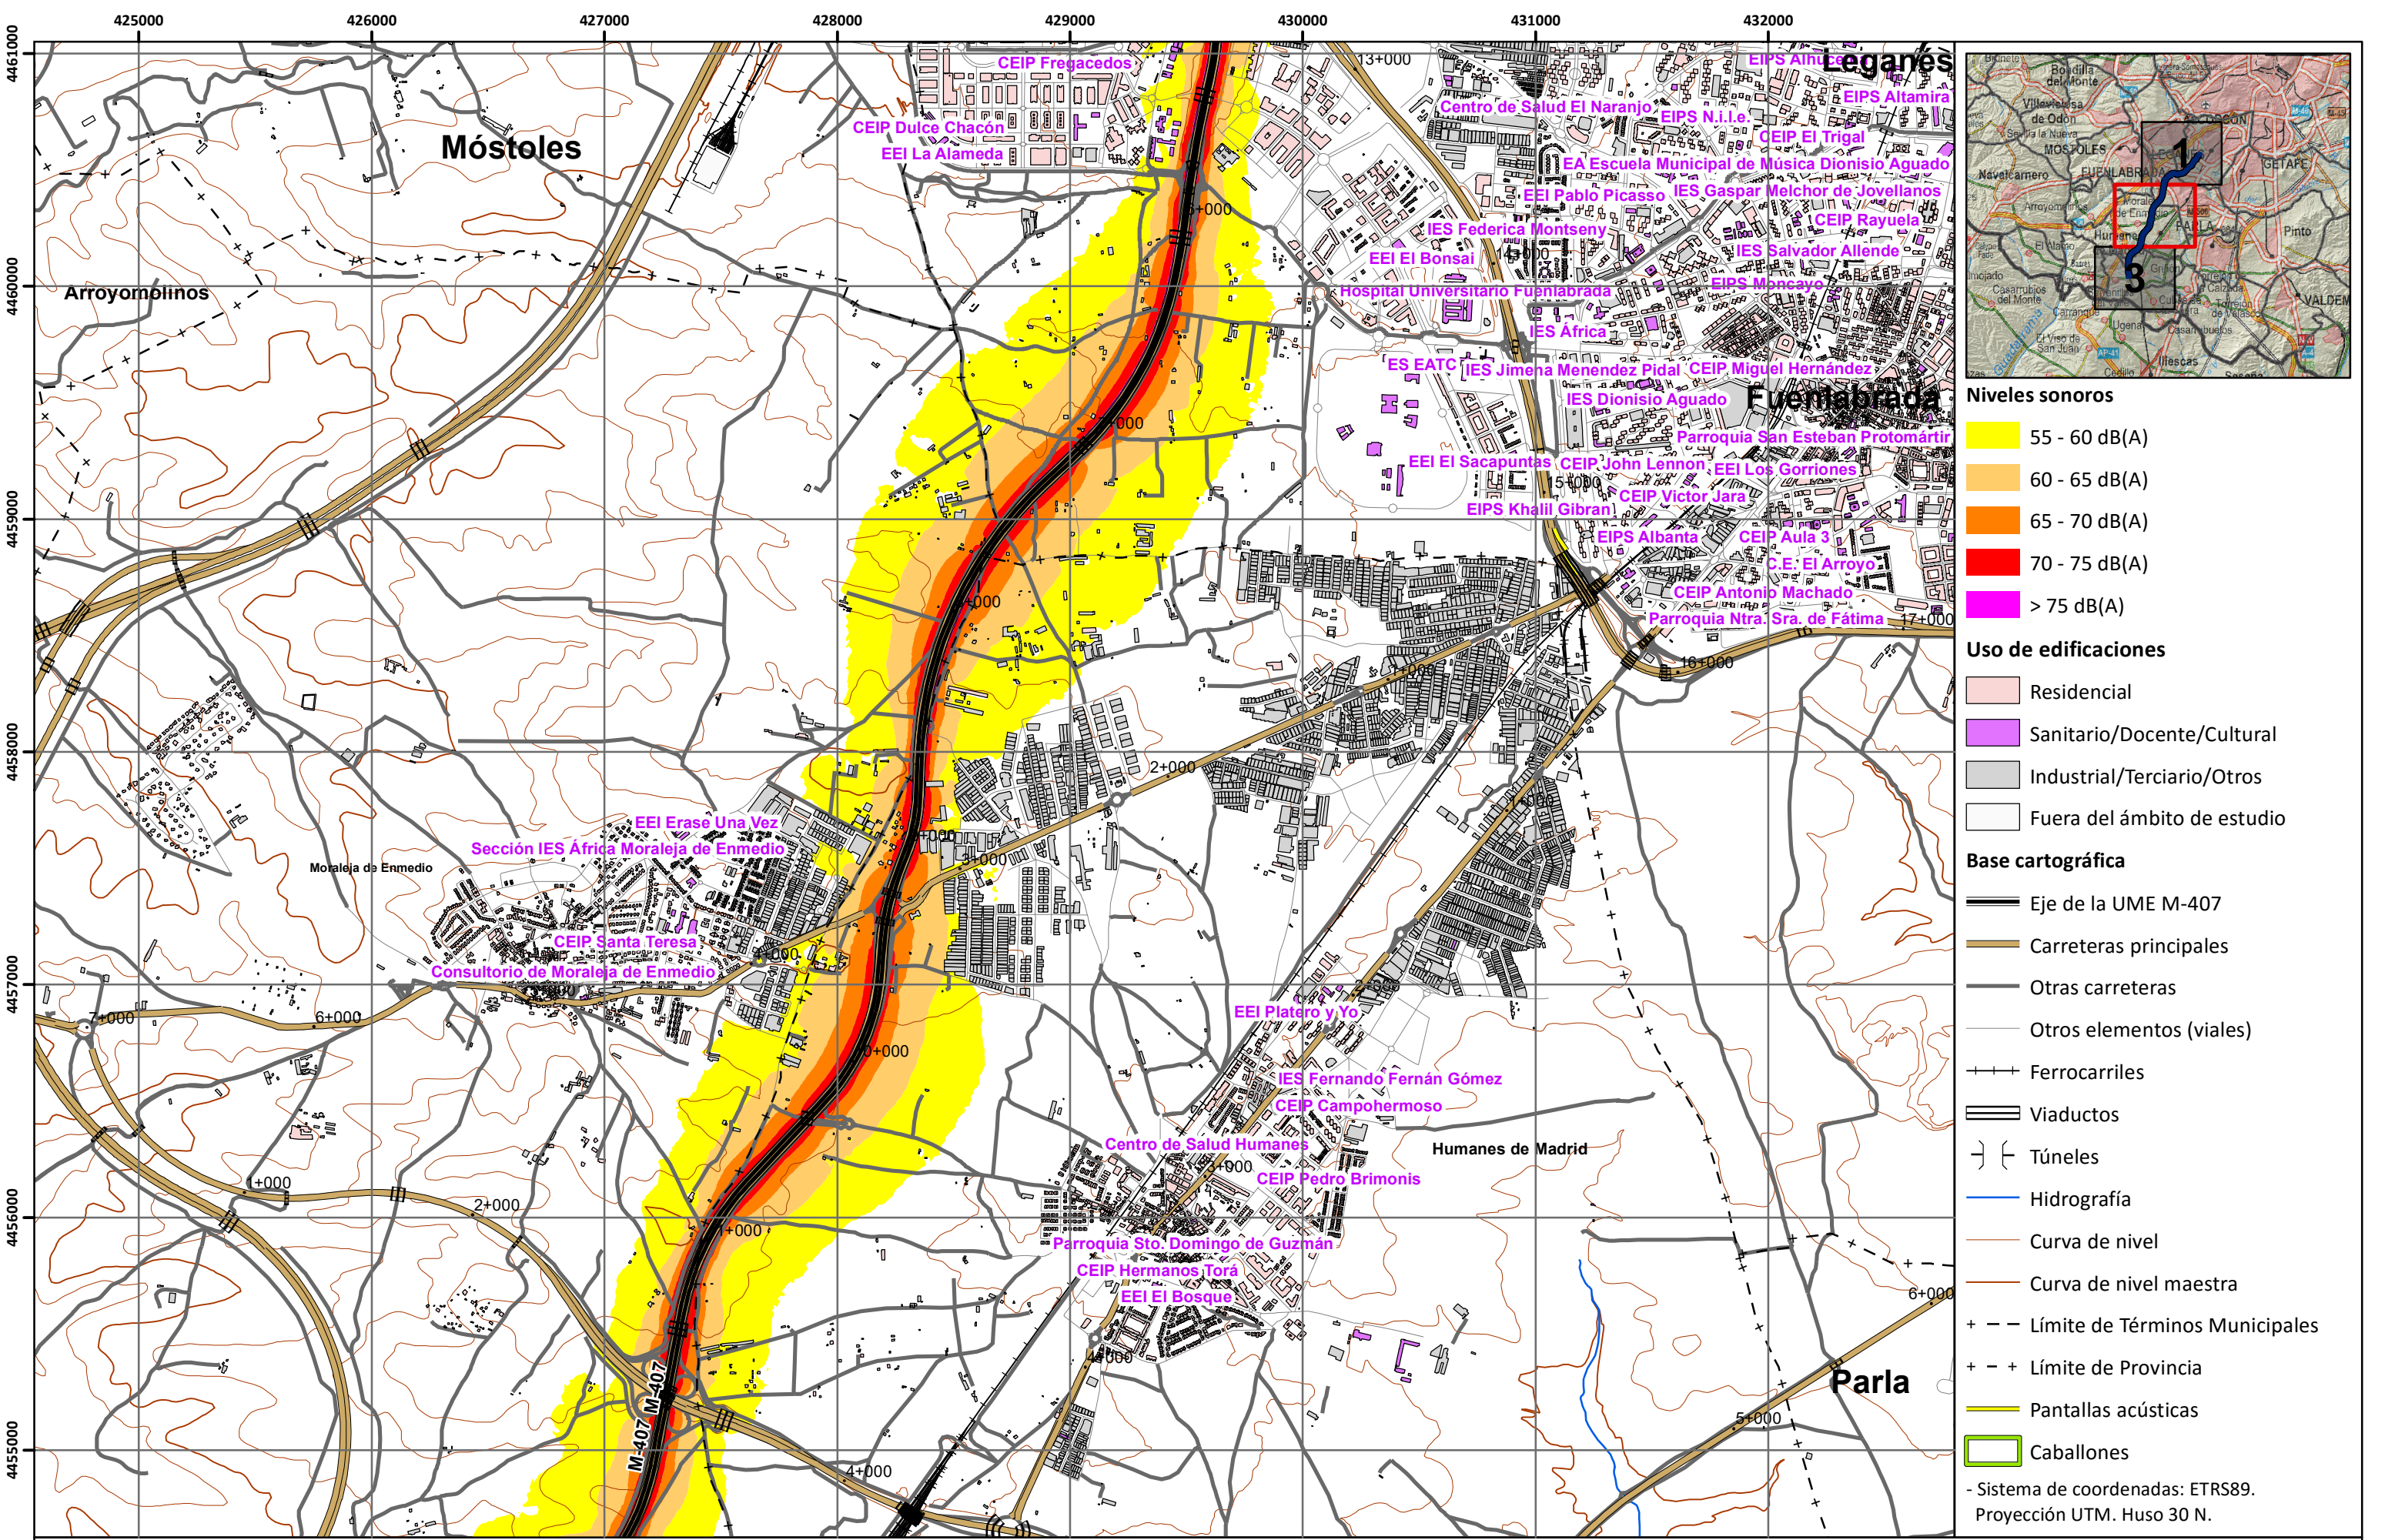 425000 426000 427000 428000 429000 430000 431000 432000
4461000
4460000
4459000
4458000
4457000
4456000
4455000
Leganés
Móstoles
Arroyomolinos
Fuenlabrada
Moraleja de Enmedio
Humanes de Madrid
Parla
CEIP Fregacedos
CEIP Dulce Chacón
EEI La Alameda
13+000
Centro de Salud El Naranjo
EIPS Altamira
EIPS N.i.l.e.
CEIP El Trigal
EA Escuela Municipal de Música Dionisio Aguado
IES Gaspar Melchor de Jovellanos
EEI Pablo Picasso
CEIP Rayuela
IES Federica Montseny
IES Salvador Allende
EEI El Bonsai
14+000
EIPS Moncayo
Hospital Universitario Fuenlabrada
IES África
ES EATC
IES Jimena Menendez Pidal
CEIP Miguel Hernández
IES Dionisio Aguado
Parroquia San Esteban Protomártir
EEI El Sacapuntas
CEIP John Lennon
EEI Los Gorriones
15+000
CEIP Victor Jara
EIPS Khalil Gibran
EIPS Albanta
CEIP Aula 3
C.E. El Arroyo
CEIP Antonio Machado
Parroquia Ntra. Sra. de Fátima
17+000
16+000
1+000
2+000
1+000
3+000
EEI Erase Una Vez
Sección IES África Moraleja de Enmedio
CEIP Santa Teresa
4+000
Consultorio de Moraleja de Enmedio
7+000
6+000
EEI Platero y Yo
IES Fernando Fernán Gómez
CEIP Campohermoso
Centro de Salud Humanes
3+000
CEIP Pedro Brimonis
1+000
2+000
Parroquia Sto. Domingo de Guzmán
CEIP Hermanos Torá
EEI El Bosque
4+000
6+000
5+000
4+000
M-407
M-407
1
3
Niveles sonoros
55 - 60 dB(A)
60 - 65 dB(A)
65 - 70 dB(A)
70 - 75 dB(A)
> 75 dB(A)
Uso de edificaciones
Residencial
Sanitario/Docente/Cultural
Industrial/Terciario/Otros
Fuera del ámbito de estudio
Base cartográfica
Eje de la UME M-407
Carreteras principales
Otras carreteras
Otros elementos (viales)
Ferrocarriles
Viaductos
Túneles
Hidrografía
Curva de nivel
Curva de nivel maestra
Límite de Términos Municipales
Límite de Provincia
Pantallas acústicas
Caballones
- Sistema de coordenadas: ETRS89.
Proyección UTM. Huso 30 N.